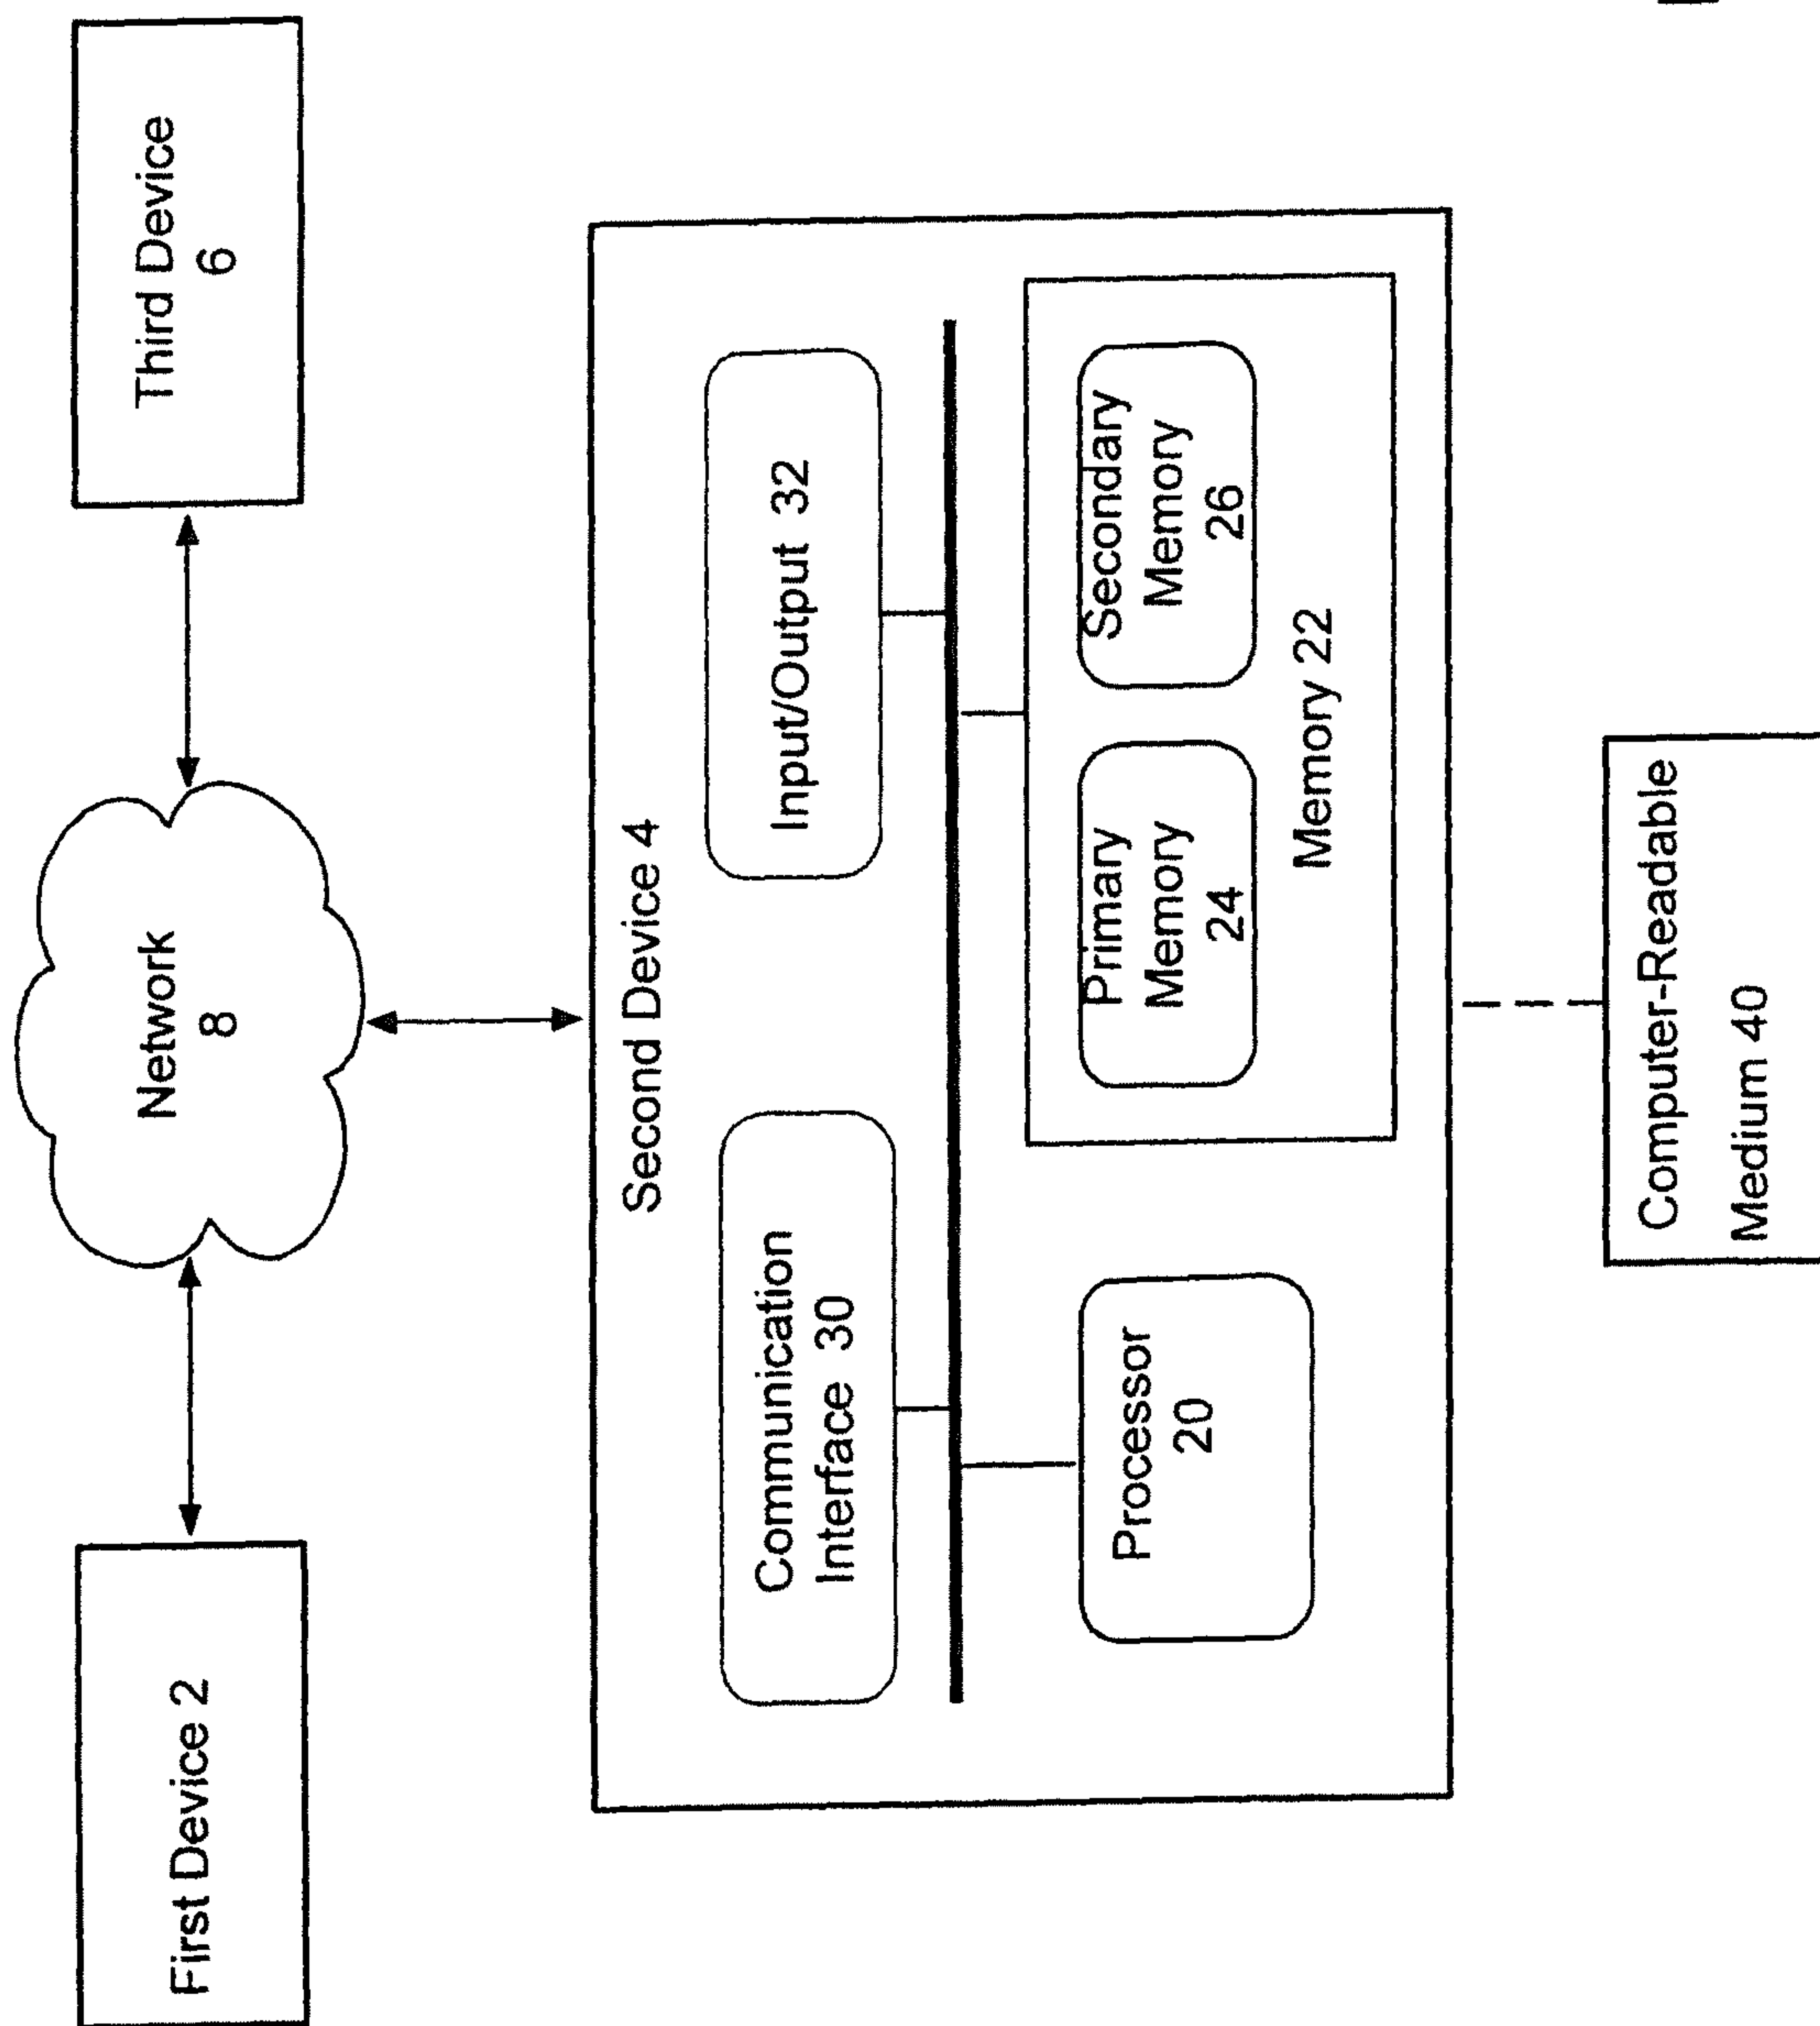 First Device 2
Network
8
Third Device
6
Second Device 4
Communication
Interface 30
Input/Output 32
Processor
20
Primary
Memory
24
Secondary
Memory
26
Memory 22
Computer-Readable
Medium 40